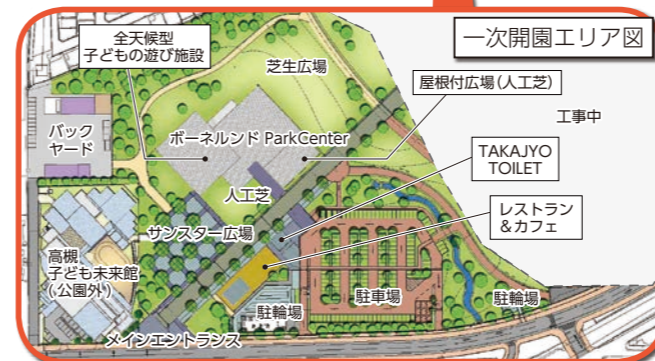 一次開園エリア図
全天候型
子どもの遊び施設
芝生広場
屋根付広場(人工芝)
工事中
バック
ヤード
ボーネルンド ParkCenter
TAKAJYO
TOILET
人工芝
レストラン
&カフェ
サンスター広場
高槻
子ども未来館
(公園外)
駐車場
駐輪場
駐輪場
メインエントランス